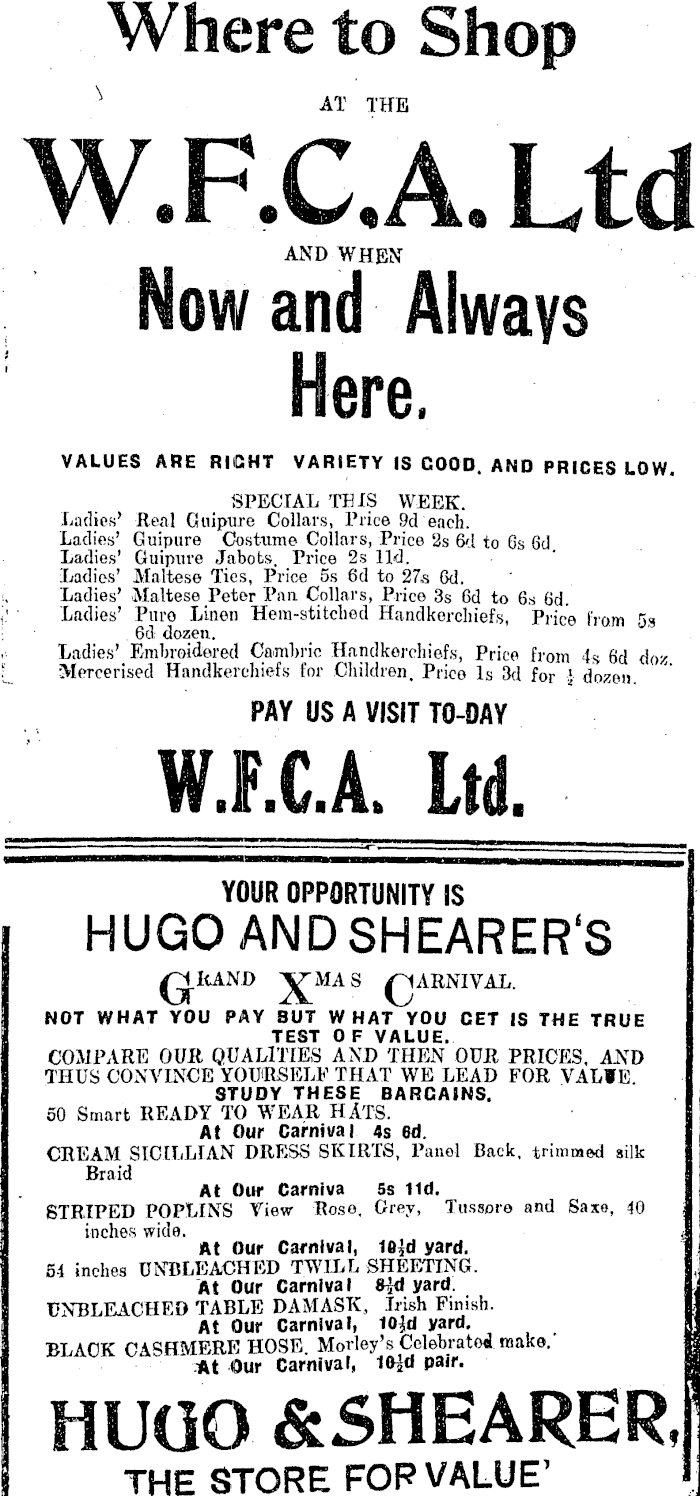 Where to Shop
AT THE
W.F.C.A. Ltd
AND WHEN
Now and Always
Here.
VALUES ARE RIGHT VARIETY IS GOOD, AND PRICES LOW.
SPECIAL THIS WEEK.
Ladies' Real Guipure Collars, Price 9d each.
Ladies' Guipure Costume Collars, Price 2s 6d to 6s 6d.
Ladies' Guipure Jabots, Price 2s 11d.
Ladies' Maltese Ties, Price 5s 6d to 27s 6d.
Ladies' Maltese Peter Pan Collars, Price 3s 6d to 6s 6d.
Ladies' Pure Linen Hem-stitched Handkerchiefs, Price from 5s
6d dozen.
Ladies' Embroidered Cambric Handkerchiefs, Price from 4s 6d doz.
Mercerised Handkerchiefs for Children, Price 1s 3d for ½ dozen.
PAY US A VISIT TO-DAY
W.F.C.A. Ltd.
YOUR OPPORTUNITY IS
HUGO AND SHEARER'S
GRAND XMAS CARNIVAL.
NOT WHAT YOU PAY BUT WHAT YOU GET IS THE TRUE
TEST OF VALUE.
COMPARE OUR QUALITIES AND THEN OUR PRICES, AND
THUS CONVINCE YOURSELF THAT WE LEAD FOR VALUE.
STUDY THESE BARGAINS.
50 Smart READY TO WEAR HATS.
At Our Carnival 4s 6d.
CREAM SICILLIAN DRESS SKIRTS, Panel Back, trimmed silk
Braid
At Our Carniva 5s 11d.
STRIPED POPLINS View Rose, Grey, Tussore and Saxe, 40
inches wide.
At Our Carnival, 10½d yard.
54 inches UNBLEACHED TWILL SHEETING.
At Our Carnival 8½d yard.
UNBLEACHED TABLE DAMASK, Irish Finish.
At Our Carnival, 10½d yard.
BLACK CASHMERE HOSE. Morley's Celebrated make.
At Our Carnival, 10½d pair.
HUGO & SHEARER,
THE STORE FOR VALUE'